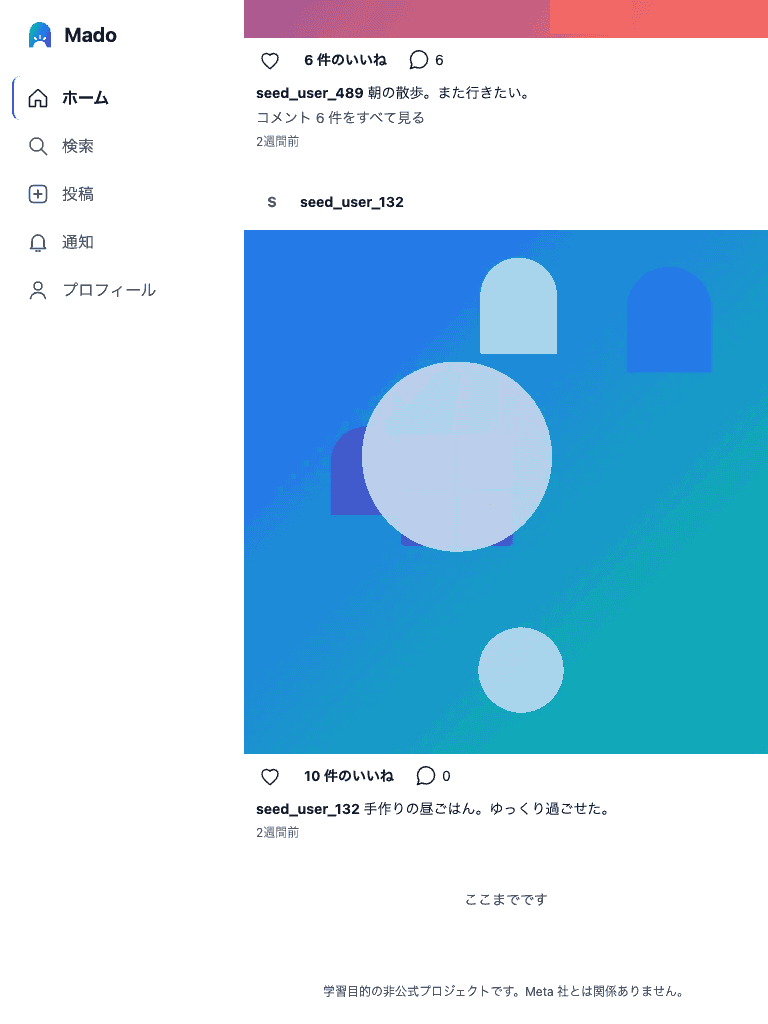 Mado
ホーム
検索
投稿
通知
プロフィール
6 件のいいね 6
seed_user_489 朝の散歩。また行きたい。
コメント 6 件をすべて見る
2週間前
S seed_user_132
10 件のいいね 0
seed_user_132 手作りの昼ごはん。ゆっくり過ごせた。
2週間前
ここまでです
学習目的の非公式プロジェクトです。Meta 社とは関係ありません。